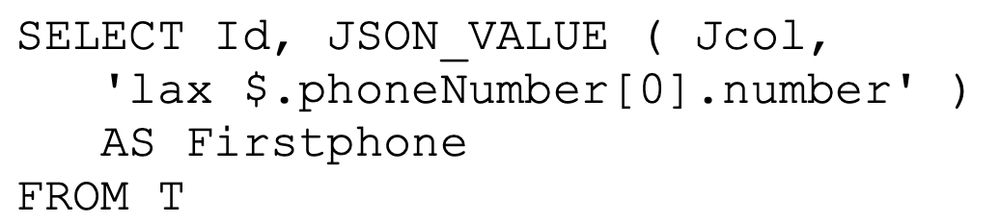 SELECT Id, JSON_VALUE ( Jcol,
   'lax $.phoneNumber[0].number' )
   AS Firstphone
FROM T